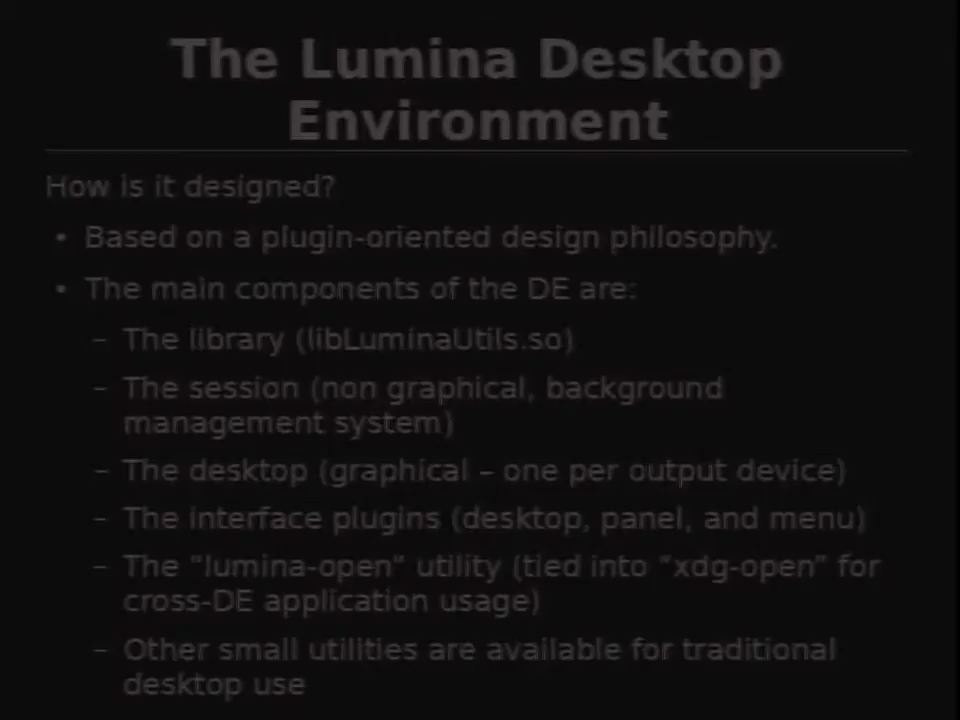 The Lumina Desktop
Environment
How is it designed?
• Based on a plugin-oriented design philosophy.
• The main components of the DE are:
– The library (libLuminaUtils.so)
– The session (non graphical, background
management system)
– The desktop (graphical – one per output device)
– The interface plugins (desktop, panel, and menu)
– The "lumina-open" utility (tied into "xdg-open" for
cross-DE application usage)
– Other small utilities are available for traditional
desktop use